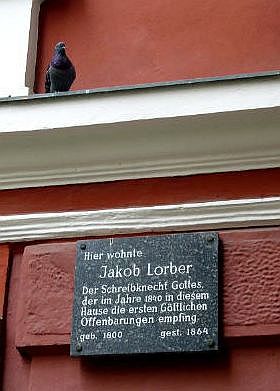 Hier wohnte
Jakob Lorber
Der Schreibknecht Gottes,
der im Jahre 1840 in diesem
Hause die ersten Göttlichen
Offenbarungen empfing.
geb. 1800 gest. 1864